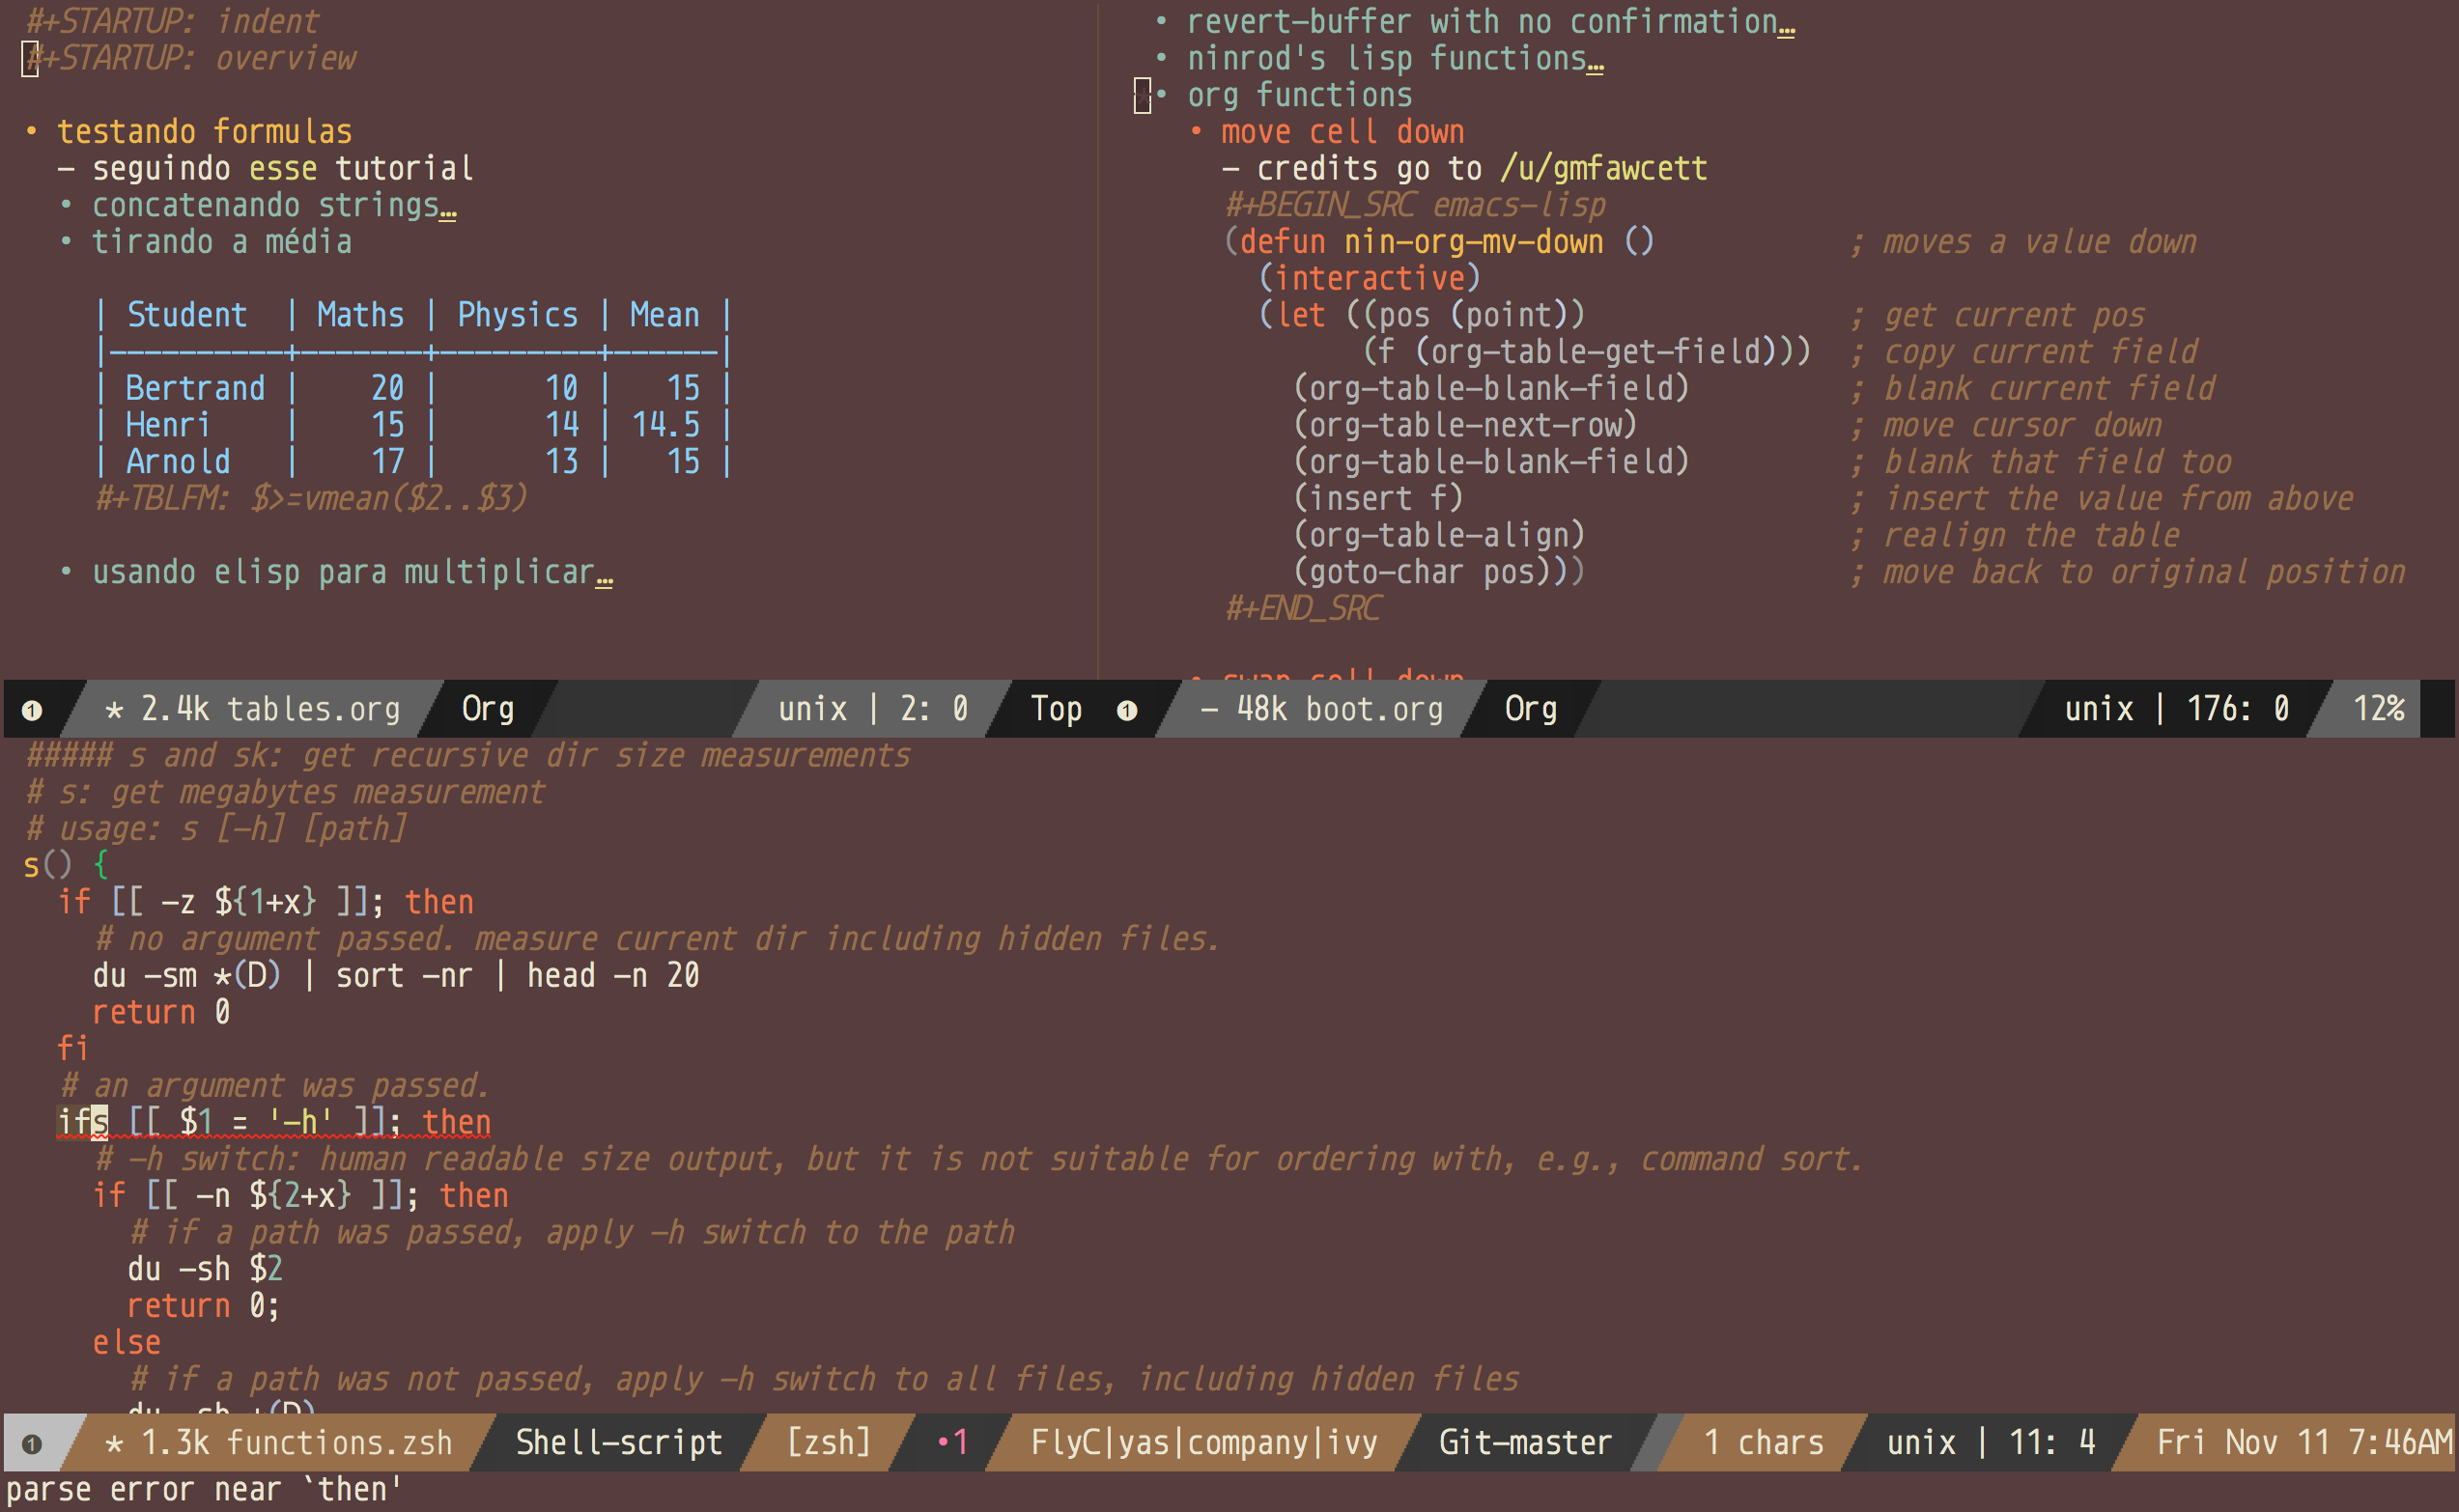 #+STARTUP: indent
#+STARTUP: overview
• testando formulas
– seguindo esse tutorial
• concatenando strings…
• tirando a média
| Student  | Maths | Physics | Mean |
|----------+-------+---------+------|
| Bertrand |    20 |      10 |   15 |
| Henri    |    15 |      14 | 14.5 |
| Arnold   |    17 |      13 |   15 |
#+TBLFM: $>=vmean($2..$3)
• usando elisp para multiplicar…
❶ * 2.4k tables.org Org unix | 2: 0 Top
• revert-buffer with no confirmation…
• ninrod's lisp functions…
*• org functions
• move cell down
– credits go to /u/gmfawcett
#+BEGIN_SRC emacs-lisp
(defun nin-org-mv-down () ; moves a value down
(interactive)
(let ((pos (point)) ; get current pos
(f (org-table-get-field))) ; copy current field
(org-table-blank-field) ; blank current field
(org-table-next-row) ; move cursor down
(org-table-blank-field) ; blank that field too
(insert f) ; insert the value from above
(org-table-align) ; realign the table
(goto-char pos))) ; move back to original position
#+END_SRC
• swap cell down
❶ – 48k boot.org Org unix | 176: 0 12%
##### s and sk: get recursive dir size measurements
# s: get megabytes measurement
# usage: s [-h] [path]
s() {
if [[ -z ${1+x} ]]; then
# no argument passed. measure current dir including hidden files.
du -sm *(D) | sort -nr | head -n 20
return 0
fi
# an argument was passed.
ifs [[ $1 = '-h' ]]; then
# -h switch: human readable size output, but it is not suitable for ordering with, e.g., command sort.
if [[ -n ${2+x} ]]; then
# if a path was passed, apply -h switch to the path
du -sh $2
return 0;
else
# if a path was not passed, apply -h switch to all files, including hidden files
du -sh *(D)
❶ * 1.3k functions.zsh Shell-script [zsh] •1 FlyC|yas|company|ivy Git-master 1 chars unix | 11: 4 Fri Nov 11 7:46AM
parse error near `then'